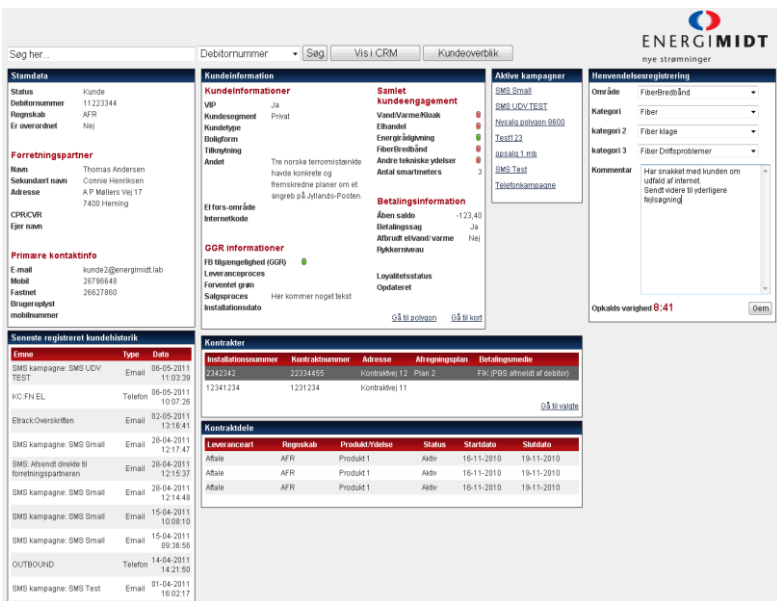 ENERGIMIDT
nye strømninger
Søg her...
Debitornummer
Søg
Vis i CRM
Kundeoverblik
Stamdata
Status Kunde
Debitornummer 11223344
Regnskab AFR
Er overordnet Nej
Forretningspartner
Navn Thomas Andersen
Sekundært navn Connie Henriksen
Adresse A P Møllers Vej 17
7400 Herning
CPR/CVR
Ejer navn
Primære kontaktinfo
E-mail kunde2@energimidt.lab
Mobil 28796648
Fastnet 26627860
Brugeroplyst
mobilnummer
Kundeinformation
Kundeinformationer
VIP Ja
Kundesegment Privat
Kundetype
Boligform
Tilknytning
Andet Tre norske terrormistænkte
havde konkrete og
fremskredne planer om et
angreb på Jyllands-Posten.
El fors-område
Internetkode
GGR informationer
FB tilgængelighed (GGR)
Leveranceproces
Forventet grøn
Salgsproces Her kommer noget tekst
Installationsdato
Samlet
kundeengagement
Vand/Varme/Kloak
Elhandel
Energirådgivning
FiberBredbånd
Andre tekniske ydelser
Antal smartmeters 3
Betalingsinformation
Åben saldo -123,40
Betalingssag Ja
Afbrudt el/vand/varme Nej
Rykkerniveau
Loyalitetsstatus
Opdateret
Gå til polygon Gå til kort
Aktive kampagner
SMS Small
SMS UDV TEST
Nysalg polygon 8600
Test123
opsalg 1 mb
SMS Test
Telefonkampagne
Henvendelsesregistrering
Område FiberBredbånd
Kategori Fiber
kategori 2 Fiber klage
kategori 3 Fiber Driftsproblemer
Kommentar Har snakket med kunden om
udfald af internet.
Sendt videre til yderligere
fejlsøgning
Opkalds varighed 8:41
Gem
Seneste registreret kundehistorik
Emne Type Dato
SMS kampagne: SMS UDV TEST Email 06-05-2011 11:03:39
KC:FN EL Telefon 06-05-2011 10:07:26
Etrack:Overskriften Email 02-05-2011 13:16:41
SMS kampagne: SMS Small Email 28-04-2011 12:17:47
SMS: Afsendt direkte til forretningspartneren Email 28-04-2011 12:15:37
SMS kampagne: SMS Small Email 28-04-2011 12:14:48
SMS kampagne: SMS Small Email 15-04-2011 10:08:10
SMS kampagne: SMS Small Email 15-04-2011 09:36:56
OUTBOUND Telefon 14-04-2011 14:21:50
SMS kampagne: SMS Test Email 01-04-2011 16:02:17
Kontrakter
Installationsnummer Kontraktnummer Adresse Afregningsplan Betalingsmedie
2342342 22334455 Kontraktvej 12 Plan 2 FIK (PBS afmeldt af debitor)
12341234 1231234 Kontraktvej 11
Gå til valgte
Kontraktdele
Leveranceart Regnskab Produkt/Ydelse Status Startdato Slutdato
Aftale AFR Produkt 1 Aktiv 16-11-2010 19-11-2010
Aftale AFR Produkt 1 Aktiv 16-11-2010 19-11-2010
Aftale AFR Produkt 1 Aktiv 16-11-2010 19-11-2010